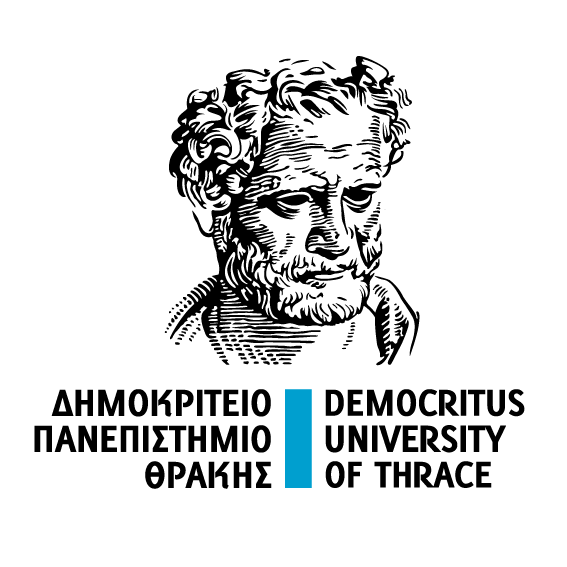 ΔΗΜΟΚΡΙΤΕΙΟ
ΠΑΝΕΠΙΣΤΗΜΙΟ
ΘΡΑΚΗΣ
DEMOCRITUS
UNIVERSITY
OF THRACE